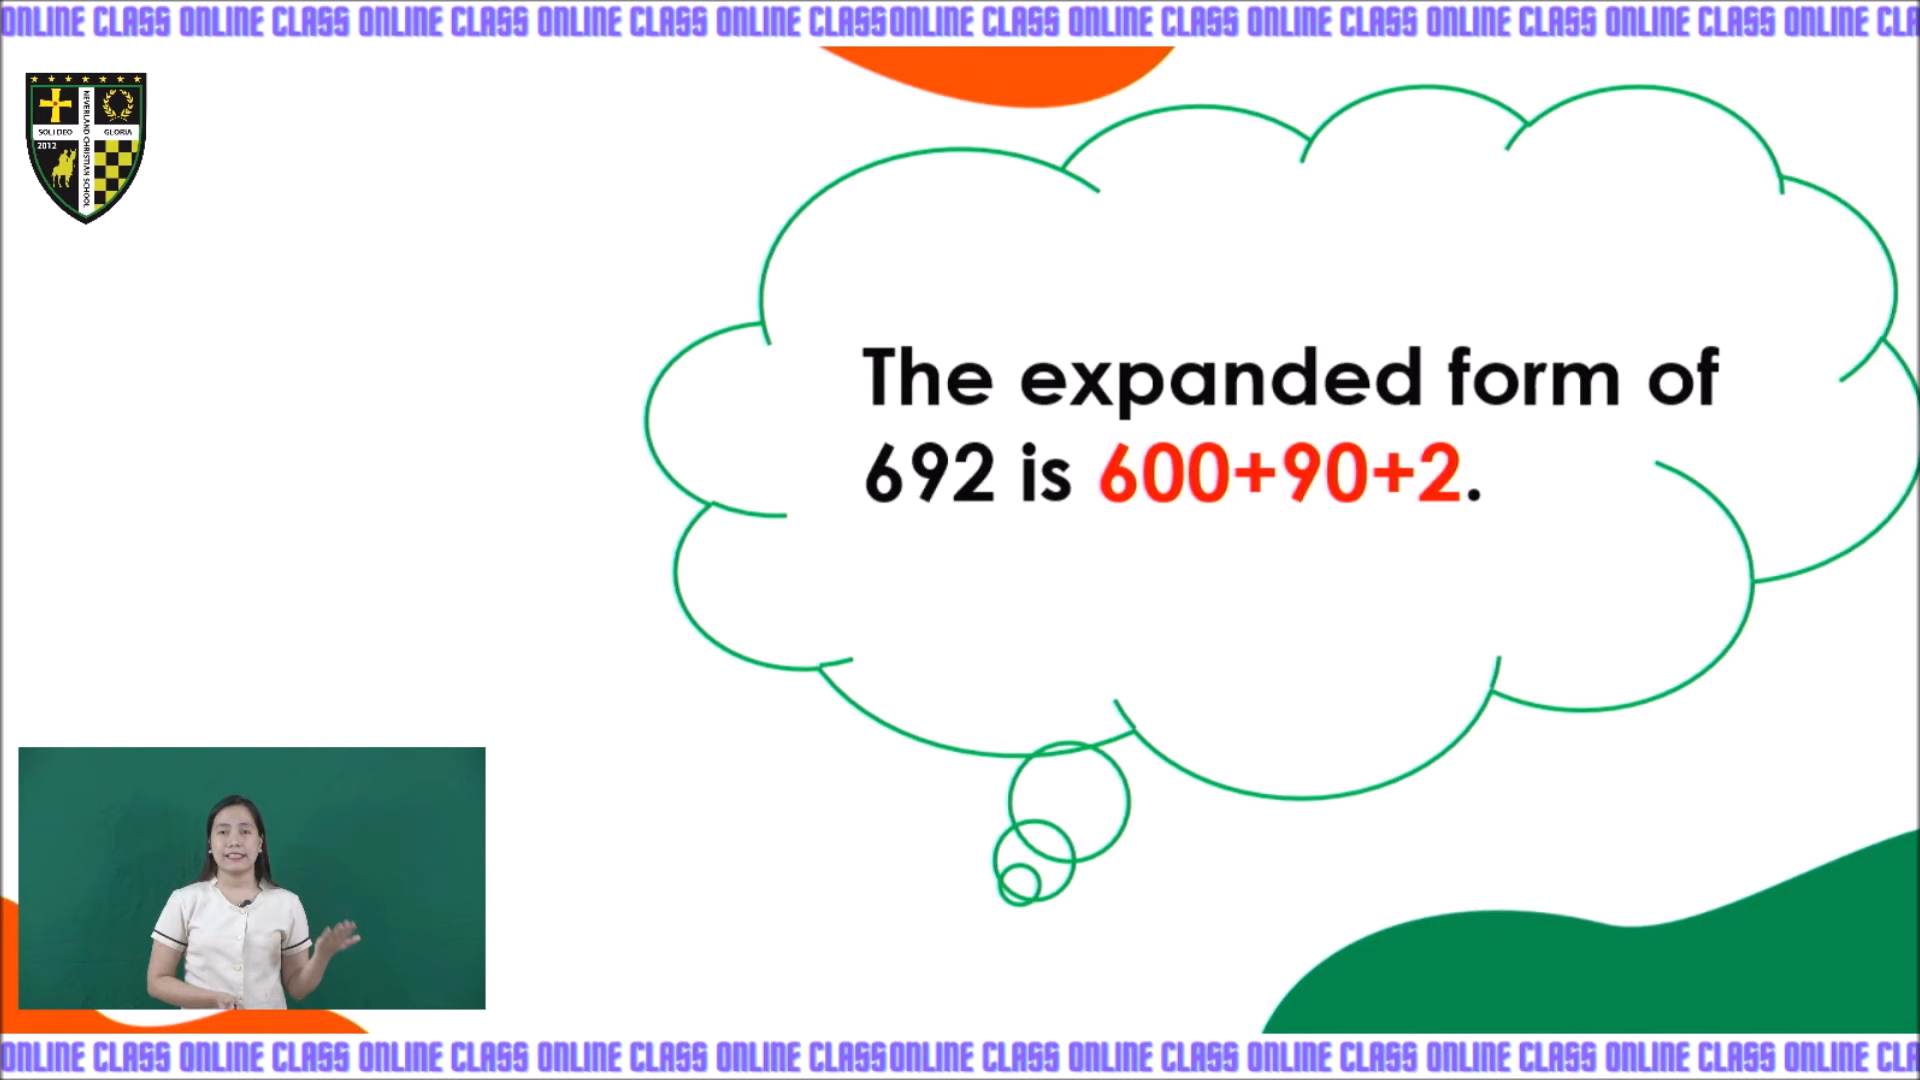 ONLINE CLASS ONLINE CLASS ONLINE CLASS ONLINE CLASS ONLINE CLASS ONLINE CLASS ONLINE CLASS ONLINE CLASS ONLINE CLASS ONLINE CLASS ONLINE CLA
SOLI DEO GLORIA
2012
NEVERLAND CHRISTIAN SCHOOL
The expanded form of
692 is 600+90+2.
ONLINE CLASS ONLINE CLASS ONLINE CLASS ONLINE CLASS ONLINE CLASS ONLINE CLASS ONLINE CLASS ONLINE CLASS ONLINE CLASS ONLINE CLASS ONLINE CLA